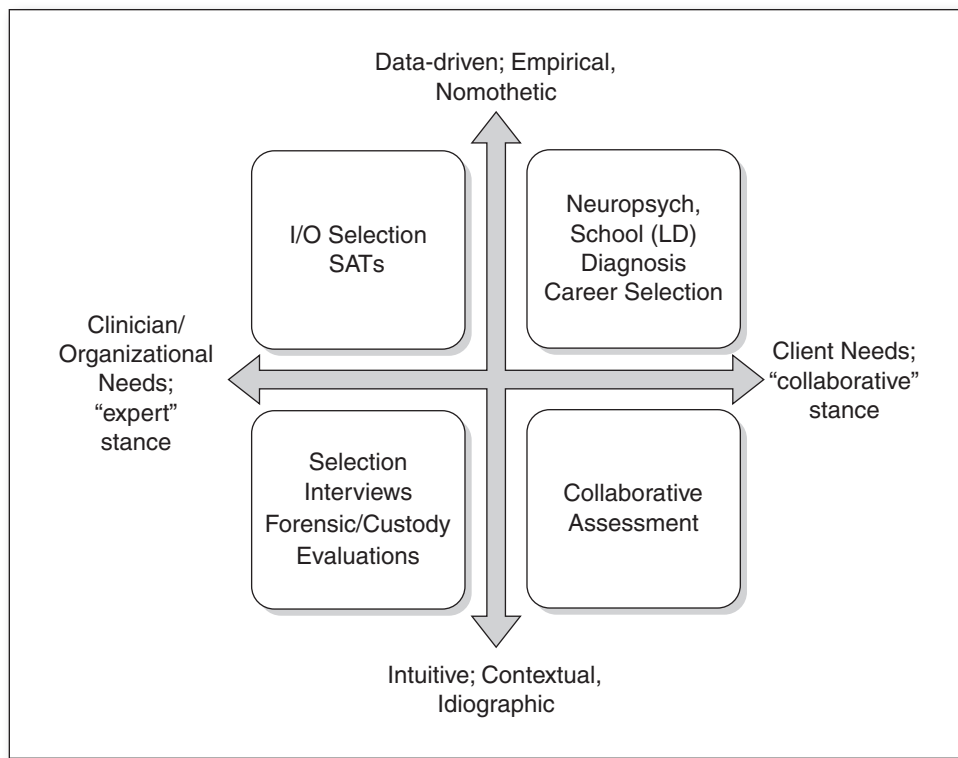 Data-driven; Empirical,
Nomothetic
I/O Selection
SATs
Neuropsych,
School (LD)
Diagnosis
Career Selection
Clinician/
Organizational
Needs;
“expert”
stance
Client Needs;
“collaborative”
stance
Selection
Interviews
Forensic/Custody
Evaluations
Collaborative
Assessment
Intuitive; Contextual,
Idiographic